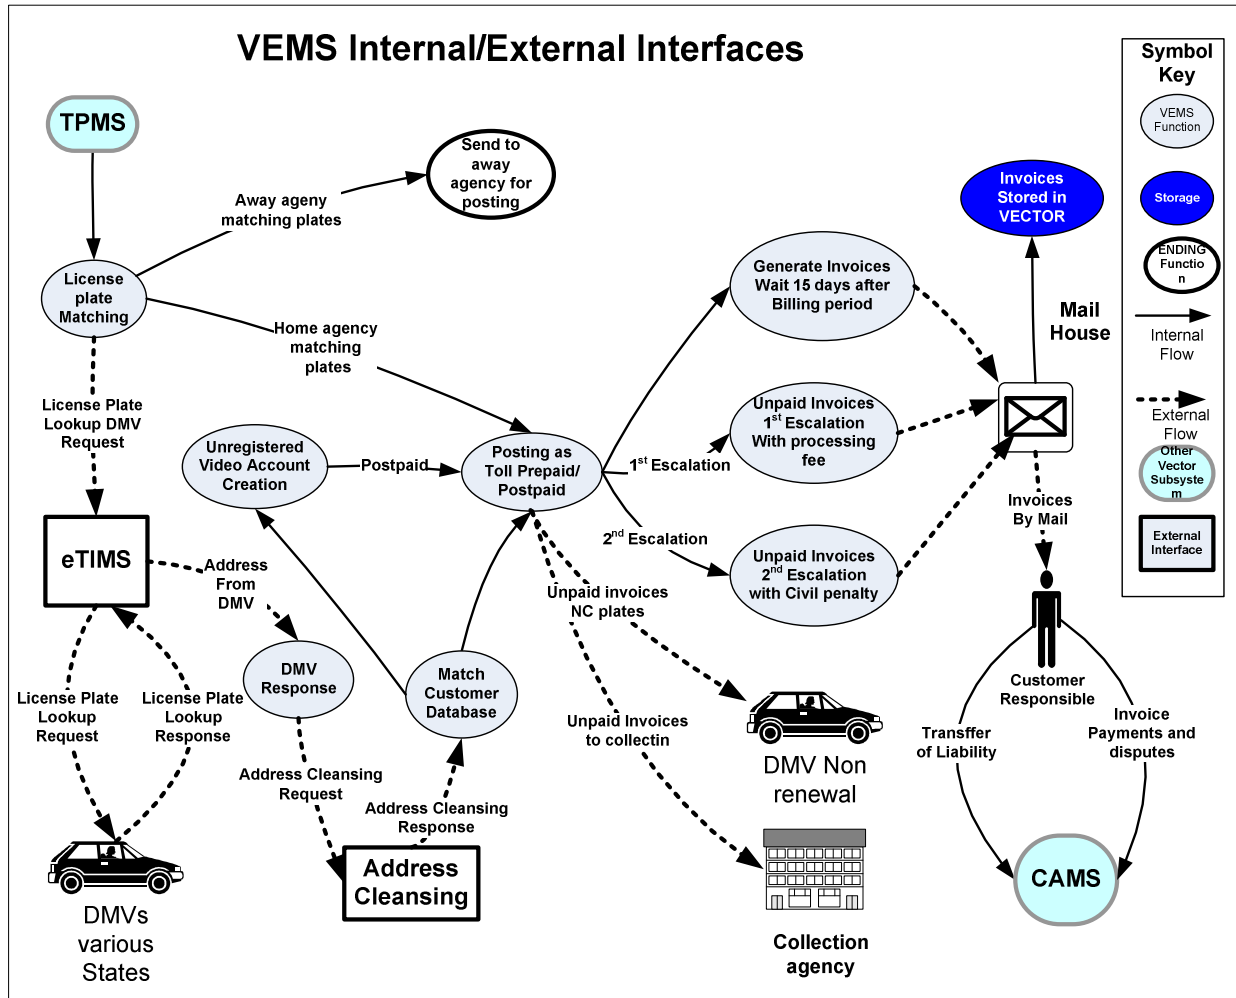 VEMS Internal/External Interfaces
Symbol
Key
VEMS
Function
Storage
ENDING
Functio
n
Internal
Flow
External
Flow
Other
Vector
Subsyste
m
External
Interface
TPMS
Send to
away
agency for
posting
Away ageny
matching plates
License
plate
Matching
Home agency
matching
plates
Invoices
Stored in
VECTOR
Generate Invoices
Wait 15 days after
Billing period
Mail
House
License Plate
Lookup DMV
Request
Unregistered
Video Account
Creation
Postpaid
Posting as
Toll Prepaid/
Postpaid
1st Escalation
Unpaid Invoices
1st Escalation
With processing
fee
2nd Escalation
Unpaid Invoices
2nd Escalation
with Civil penalty
Invoices
By Mail
eTIMS
Address
From
DMV
Unpaid invoices
NC plates
DMV
Response
Match
Customer
Database
Customer
Responsible
License Plate
Lookup
Request
License Plate
Lookup
Response
Unpaid Invoices
to collectin
Transffer
of Liability
Invoice
Payments and
disputes
DMV Non
renewal
Address Cleansing
Request
Address Cleansing
Response
Address
Cleansing
CAMS
DMVs
various
States
Collection
agency